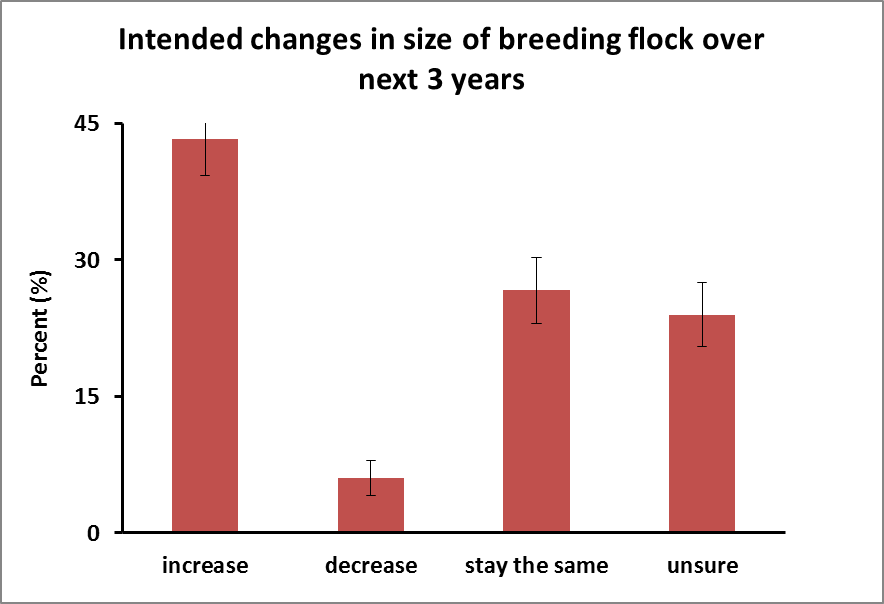 Intended changes in size of breeding flock over
next 3 years
Percent (%)
45
30
15
0
increase
decrease
stay the same
unsure